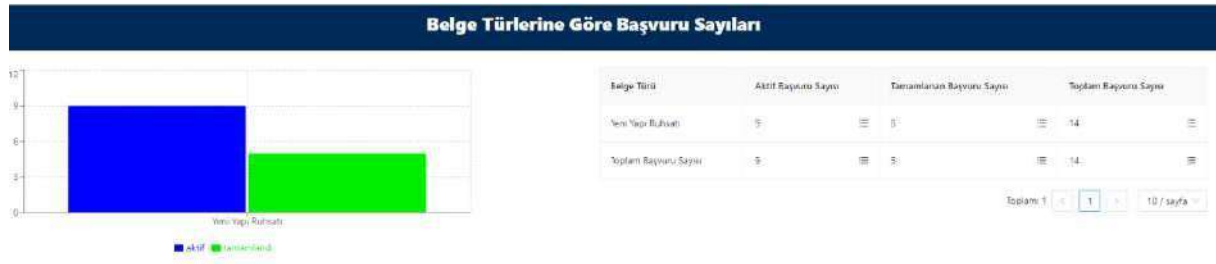 Belge Türlerine Göre Başvuru Sayıları
12
9
6
3
0
Yeni Yapı Ruhsatı
aktif tamamlandı
Belge Türü Aktif Başvuru Sayısı Tamamlanan Başvuru Sayısı Toplam Başvuru Sayısı
Yeni Yapı Ruhsatı 9 5 14
Toplam Başvuru Sayısı 9 5 14
Toplam: 1 < 1 > 10 / sayfa